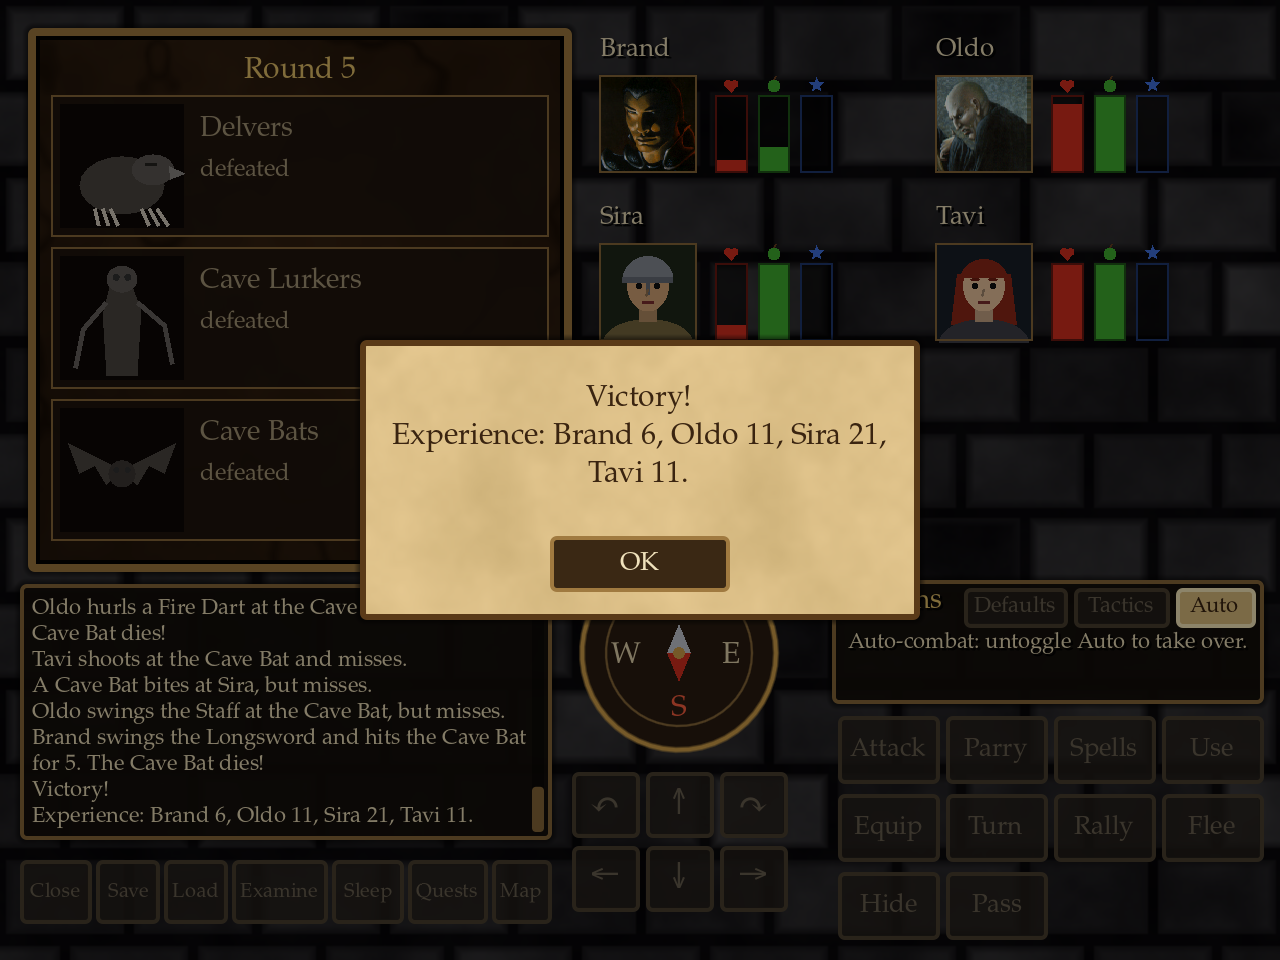 Round 5
Delvers
defeated
Cave Lurkers
defeated
Cave Bats
defeated
Brand
Oldo
Sira
Tavi
Victory!
Experience: Brand 6, Oldo 11, Sira 21,
Tavi 11.
OK
Oldo hurls a Fire Dart at the Cave
Cave Bat dies!
Tavi shoots at the Cave Bat and misses.
A Cave Bat bites at Sira, but misses.
Oldo swings the Staff at the Cave Bat, but misses.
Brand swings the Longsword and hits the Cave Bat
for 5. The Cave Bat dies!
Victory!
Experience: Brand 6, Oldo 11, Sira 21, Tavi 11.
Close Save Load Examine Sleep Quests Map
W E
S
Defaults Tactics Auto
Auto-combat: untoggle Auto to take over.
Attack Parry Spells Use
Equip Turn Rally Flee
Hide Pass